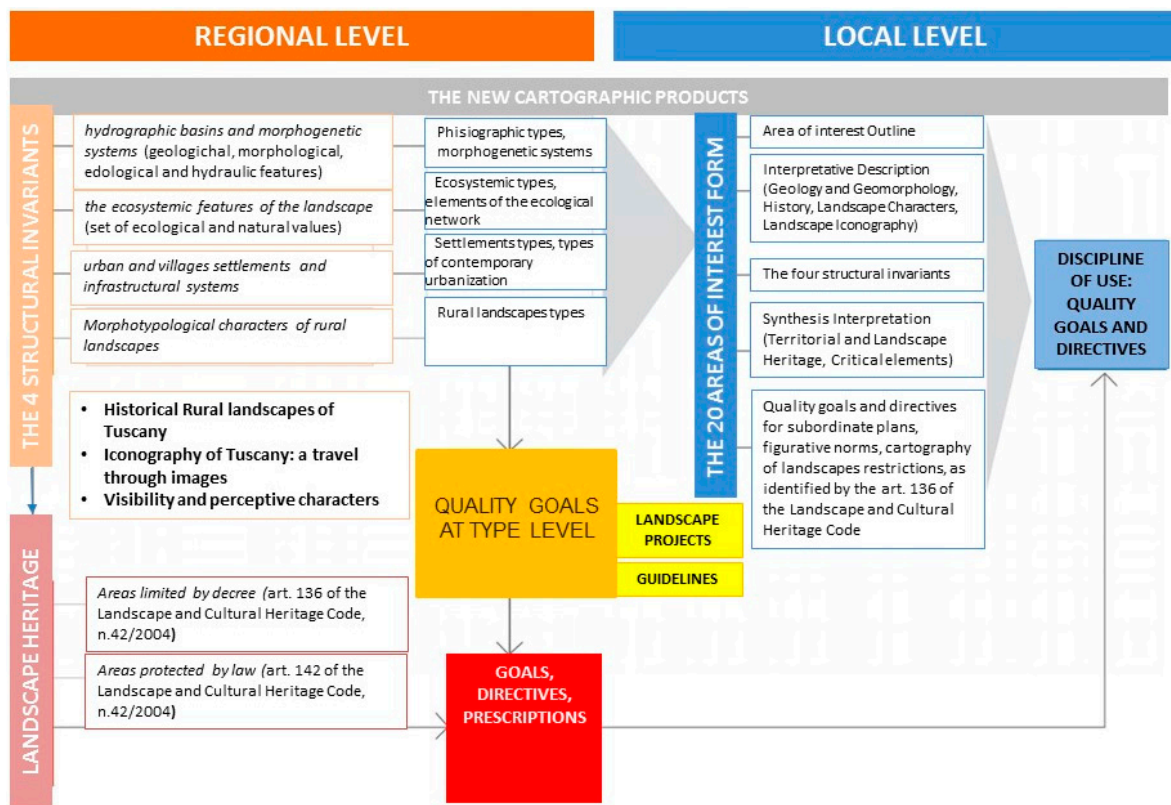 REGIONAL LEVEL
LOCAL LEVEL
THE NEW CARTOGRAPHIC PRODUCTS
THE 4 STRUCTURAL INVARIANTS
hydrographic basins and morphogenetic
systems (geologichal, morphological,
edological and hydraulic features)
the ecosystemic features of the landscape
(set of ecological and natural values)
urban and villages settlements and
infrastructural systems
Morphotypological characters of rural
landscapes
Phisiographic types,
morphogenetic systems
Ecosystemic types,
elements of the ecological
network
Settlements types, types
of contemporary
urbanization
Rural landscapes types
• Historical Rural landscapes of
Tuscany
• Iconography of Tuscany: a travel
through images
• Visibility and perceptive characters
QUALITY GOALS
AT TYPE LEVEL
LANDSCAPE
PROJECTS
GUIDELINES
THE 20 AREAS OF INTEREST FORM
Area of interest Outline
Interpretative Description
(Geology and Geomorphology,
History, Landscape Characters,
Landscape Iconography)
The four structural invariants
Synthesis Interpretation
(Territorial and Landscape
Heritage, Critical elements)
Quality goals and directives
for subordinate plans,
figurative norms, cartography
of landscapes restrictions, as
identified by the art. 136 of
the Landscape and Cultural
Heritage Code
DISCIPLINE
OF USE:
QUALITY
GOALS AND
DIRECTIVES
LANDSCAPE HERITAGE
Areas limited by decree (art. 136 of the
Landscape and Cultural Heritage Code,
n.42/2004)
Areas protected by law (art. 142 of the
Landscape and Cultural Heritage Code,
n.42/2004)
GOALS,
DIRECTIVES,
PRESCRIPTIONS